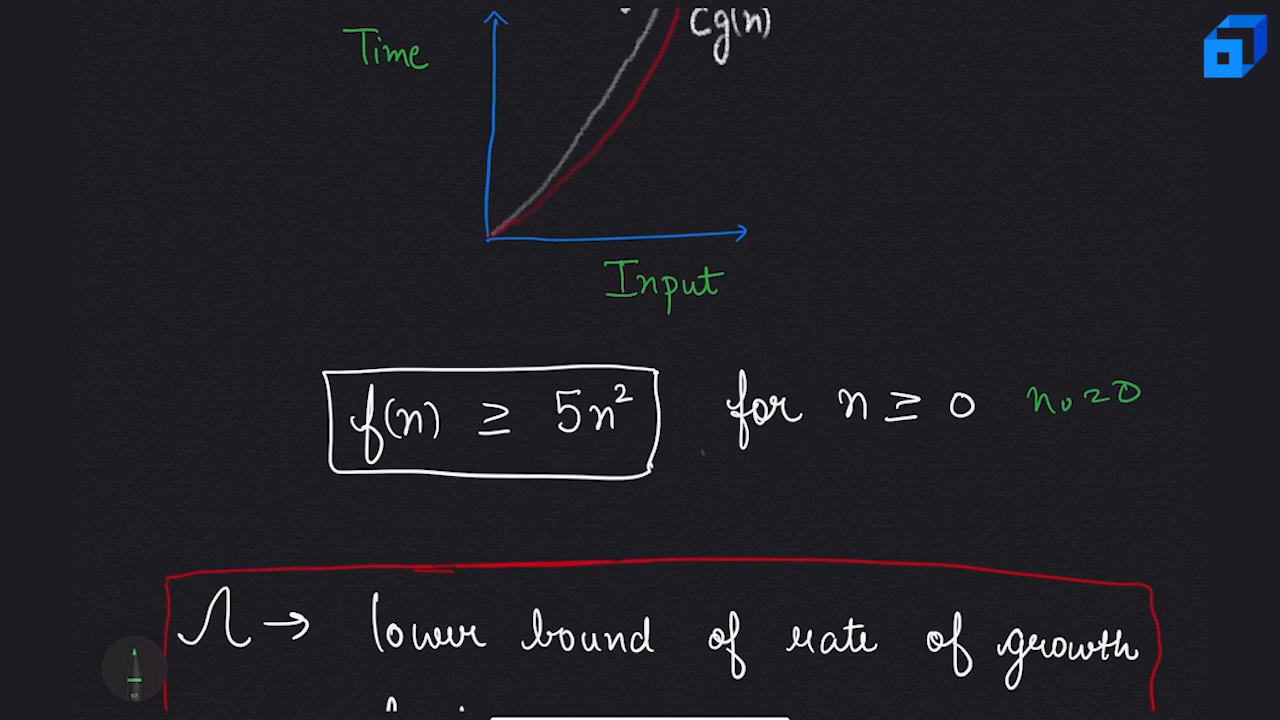 Cg(n)
Time
Input
f(n) ≥ 5n² for n ≥ 0 n₀ = 0
Ω → lower bound of rate of growth